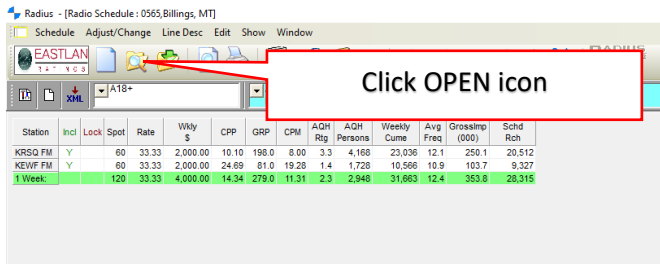 Radius - [Radio Schedule : 0565,Billings, MT]
Schedule Adjust/Change Line Desc Edit Show Window
EASTLAN
RATINGS
RADIUS
Click OPEN icon
XML A18+
Station Incl Lock Spot Rate Wkly $ CPP GRP CPM AQH Rtg AQH Persons Weekly Cume Avg Freq GrossImp (000) Schd Rch
KRSQ FM Y 60 33.33 2,000.00 10.10 198.0 8.00 3.3 4,168 23,036 12.1 250.1 20,512
KEWF FM Y 60 33.33 2,000.00 24.69 81.0 19.28 1.4 1,728 10,566 10.9 103.7 9,327
1 Week: 120 33.33 4,000.00 14.34 279.0 11.31 2.3 2,948 31,663 12.4 353.8 28,315